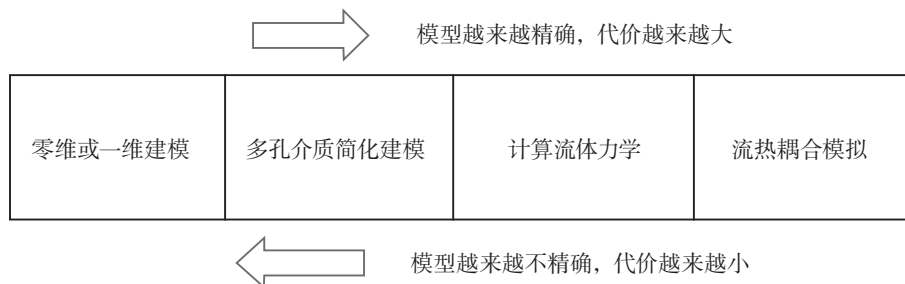 模型越来越精确，代价越来越大
零维或一维建模
多孔介质简化建模
计算流体力学
流热耦合模拟
模型越来越不精确，代价越来越小